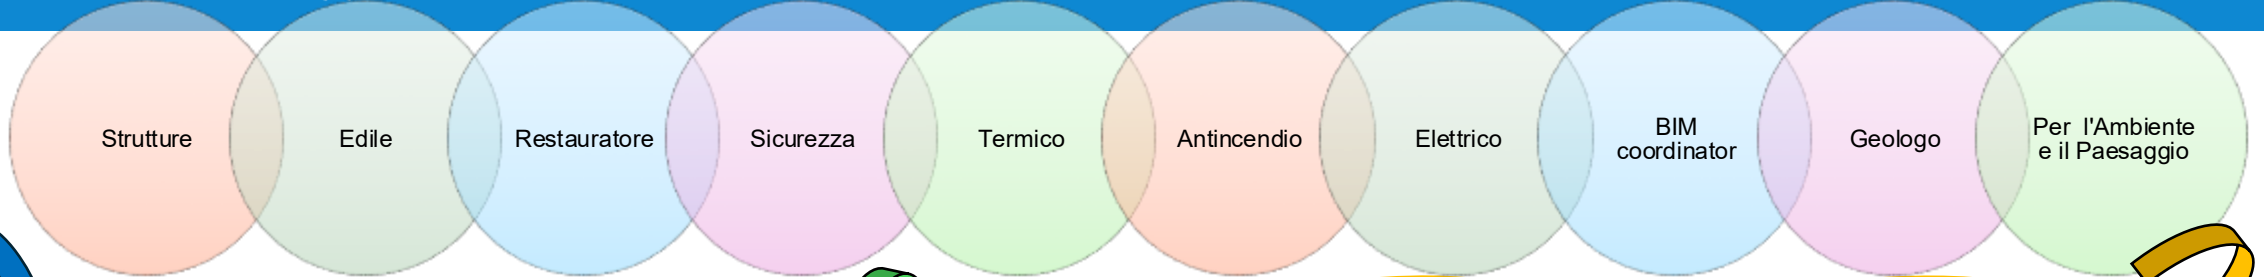 Strutture
Edile
Restauratore
Sicurezza
Termico
Antincendio
Elettrico
BIM
coordinator
Geologo
Per l'Ambiente
e il Paesaggio